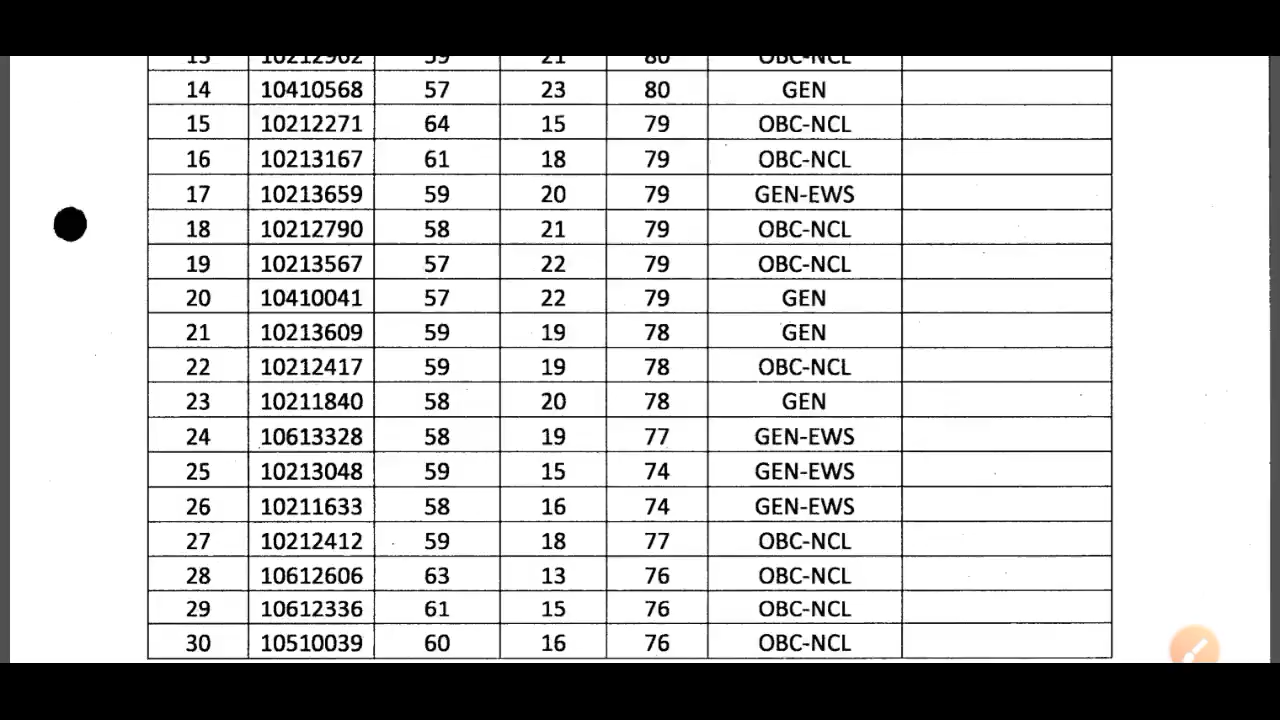 13 10212962 59 21 80 OBC-NCL
14 10410568 57 23 80 GEN
15 10212271 64 15 79 OBC-NCL
16 10213167 61 18 79 OBC-NCL
17 10213659 59 20 79 GEN-EWS
18 10212790 58 21 79 OBC-NCL
19 10213567 57 22 79 OBC-NCL
20 10410041 57 22 79 GEN
21 10213609 59 19 78 GEN
22 10212417 59 19 78 OBC-NCL
23 10211840 58 20 78 GEN
24 10613328 58 19 77 GEN-EWS
25 10213048 59 15 74 GEN-EWS
26 10211633 58 16 74 GEN-EWS
27 10212412 59 18 77 OBC-NCL
28 10612606 63 13 76 OBC-NCL
29 10612336 61 15 76 OBC-NCL
30 10510039 60 16 76 OBC-NCL